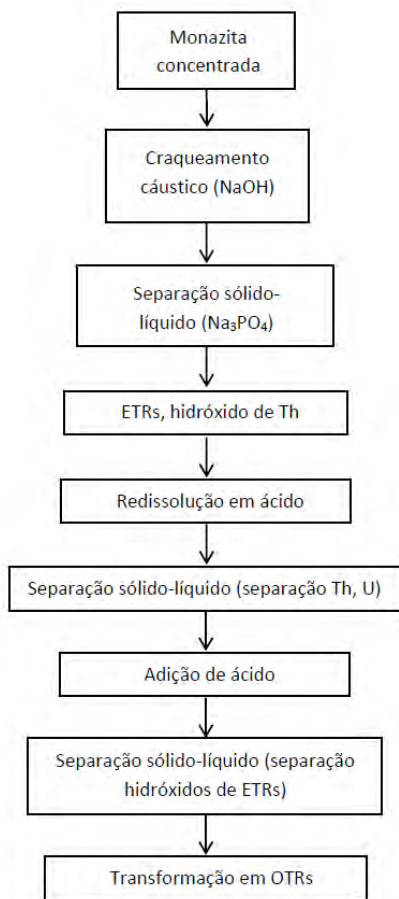 Monazita
concentrada
Craqueamento
cáustico (NaOH)
Separação sólido-
líquido (Na₃PO₄)
ETRs, hidróxido de Th
Redissolução em ácido
Separação sólido-líquido (separação Th, U)
Adição de ácido
Separação sólido-líquido (separação
hidróxidos de ETRs)
Transformação em OTRs